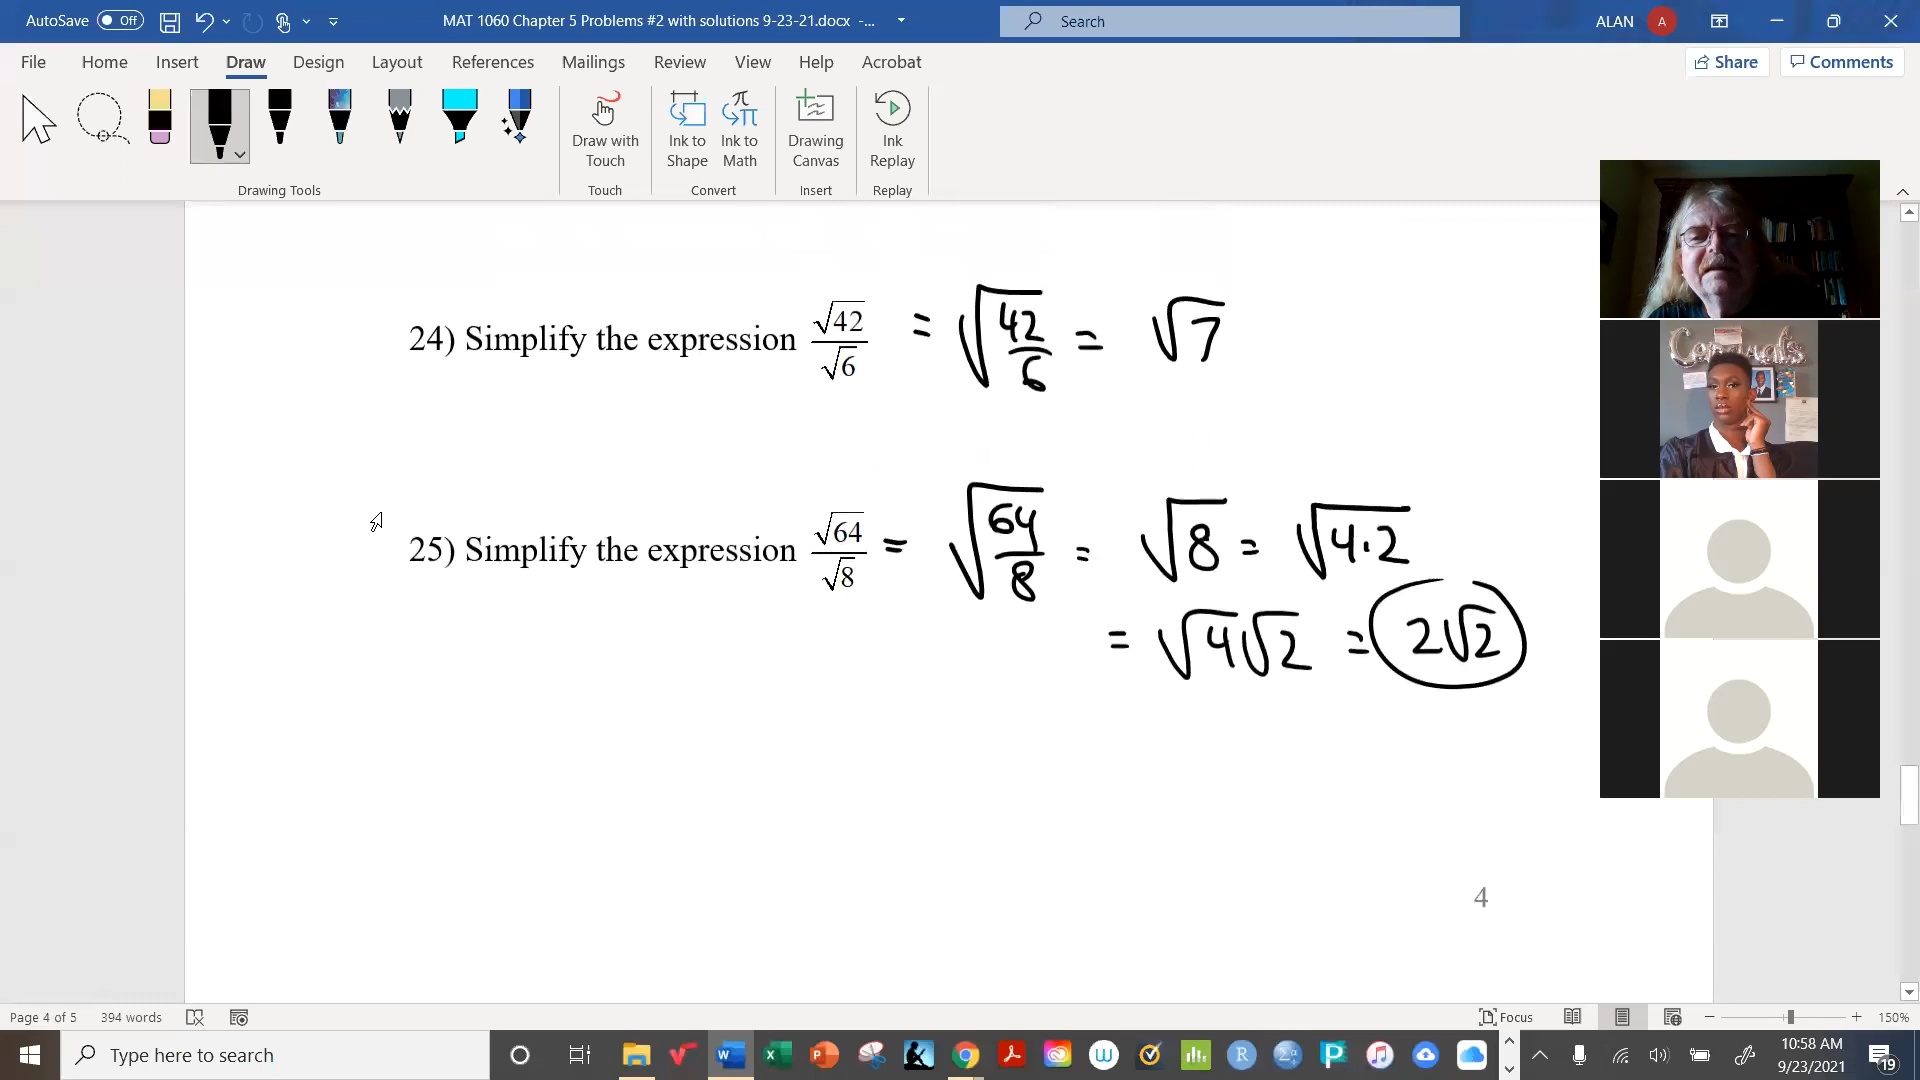 AutoSave Off
MAT 1060 Chapter 5 Problems #2 with solutions 9-23-21.docx -...
Search
ALAN A
File Home Insert Draw Design Layout References Mailings Review View Help Acrobat
Share Comments
Draw with Touch
Ink to Shape
Ink to Math
Drawing Canvas
Ink Replay
Drawing Tools Touch Convert Insert Replay
24) Simplify the expression √42/√6 = √(42/6) = √7
25) Simplify the expression √64/√8 = √(64/8) = √8 = √(4·2)
= √4√2 = 2√2
4
Page 4 of 5 394 words Focus 150%
Type here to search
10:58 AM
9/23/2021
19